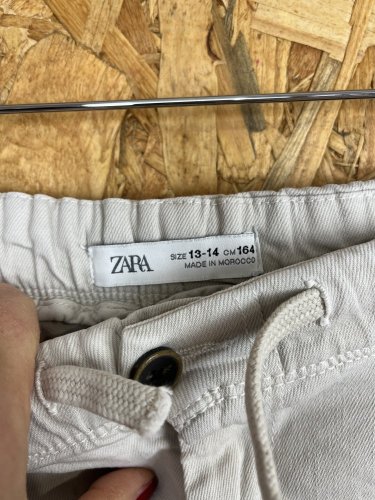 ZARA
SIZE 13-14 CM 164
MADE IN MOROCCO